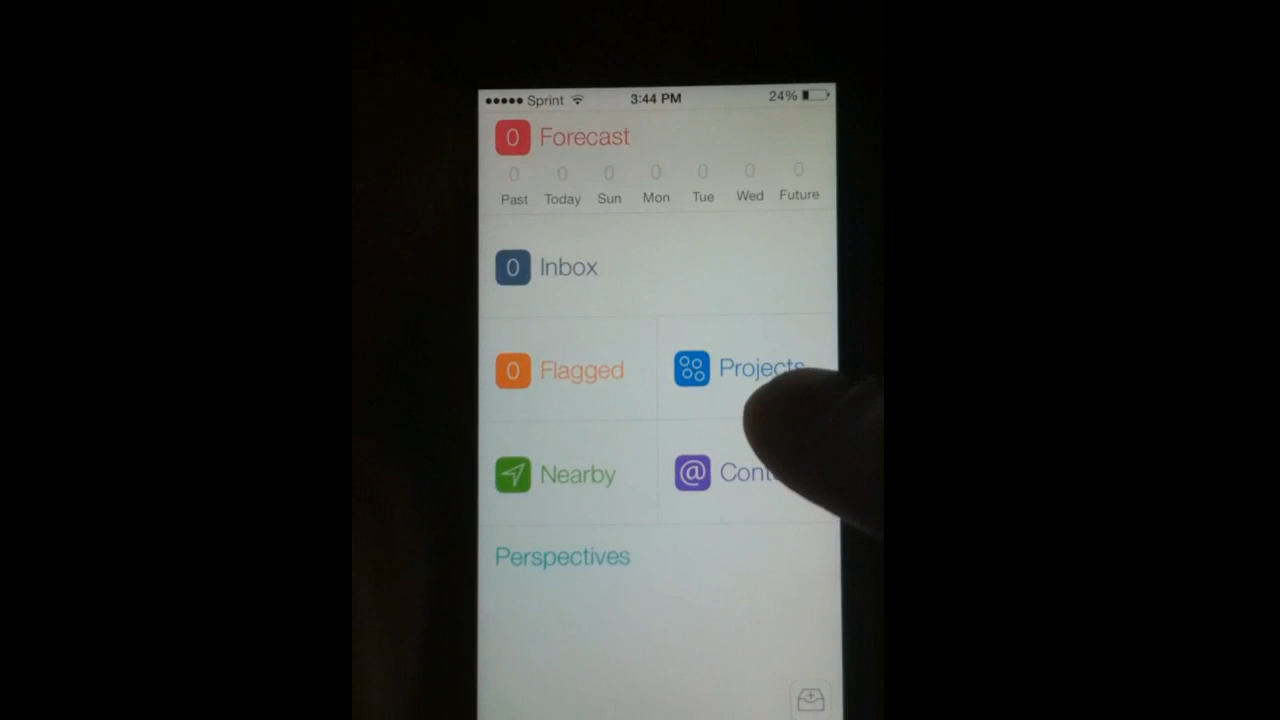 Sprint 3:44 PM 24%
0 Forecast
0 0 0 0 0 0 0
Past Today Sun Mon Tue Wed Future
0 Inbox
0 Flagged Projects
Nearby @ Cont
Perspectives